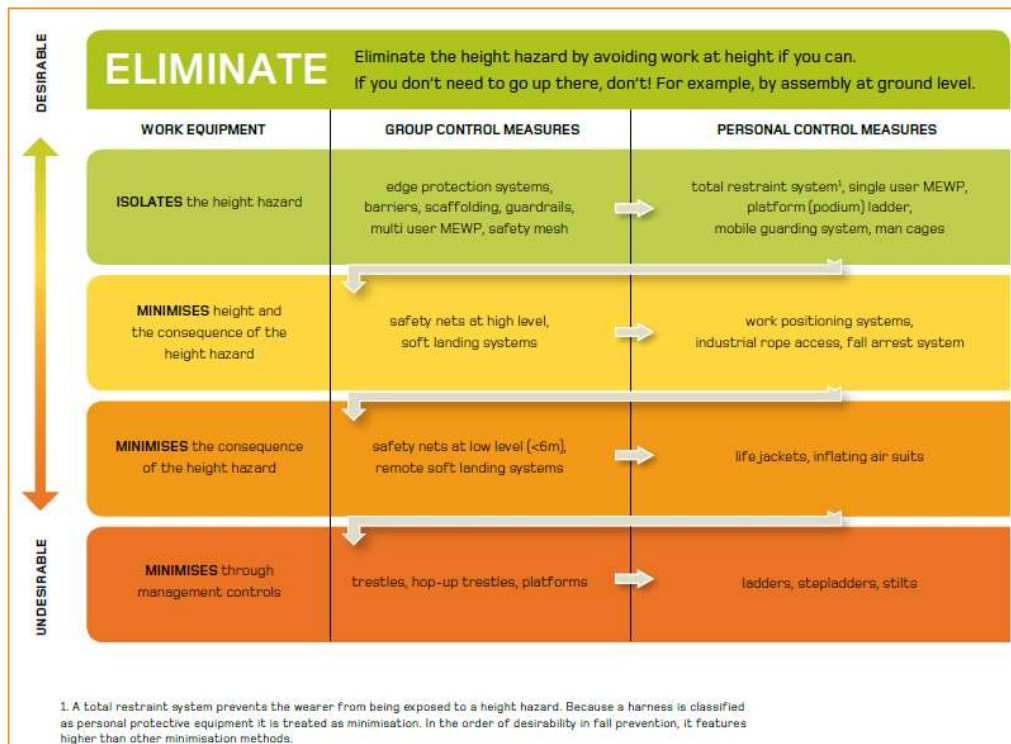 DESIRABLE
ELIMINATE
Eliminate the height hazard by avoiding work at height if you can.
If you don't need to go up there, don't! For example, by assembly at ground level.
WORK EQUIPMENT
GROUP CONTROL MEASURES
PERSONAL CONTROL MEASURES
ISOLATES the height hazard
edge protection systems,
barriers, scaffolding, guardrails,
multi user MEWP, safety mesh
total restraint system¹, single user MEWP,
platform (podium) ladder,
mobile guarding system, man cages
MINIMISES height and
the consequence of the
height hazard
safety nets at high level,
soft landing systems
work positioning systems,
industrial rope access, fall arrest system
MINIMISES the consequence
of the height hazard
safety nets at low level (<6m),
remote soft landing systems
life jackets, inflating air suits
UNDESIRABLE
MINIMISES through
management controls
trestles, hop-up trestles, platforms
ladders, stepladders, stilts
1. A total restraint system prevents the wearer from being exposed to a height hazard. Because a harness is classified
as personal protective equipment it is treated as minimisation. In the order of desirability in fall prevention, it features
higher than other minimisation methods.